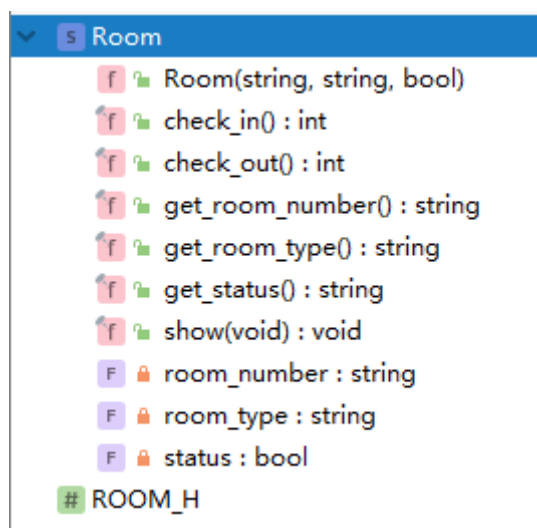 S Room
f Room(string, string, bool)
f check_in() : int
f check_out() : int
f get_room_number() : string
f get_room_type() : string
f get_status() : string
f show(void) : void
F room_number : string
F room_type : string
F status : bool
# ROOM_H